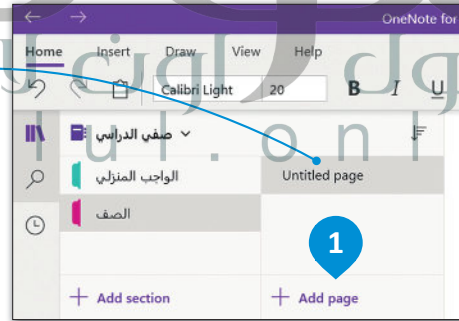 OneNote for
Home Insert Draw View Help
Calibri Light 20 B I U
صفي الدراسي
الواجب المنزلي
Untitled page
الصف
1
+ Add section
+ Add page